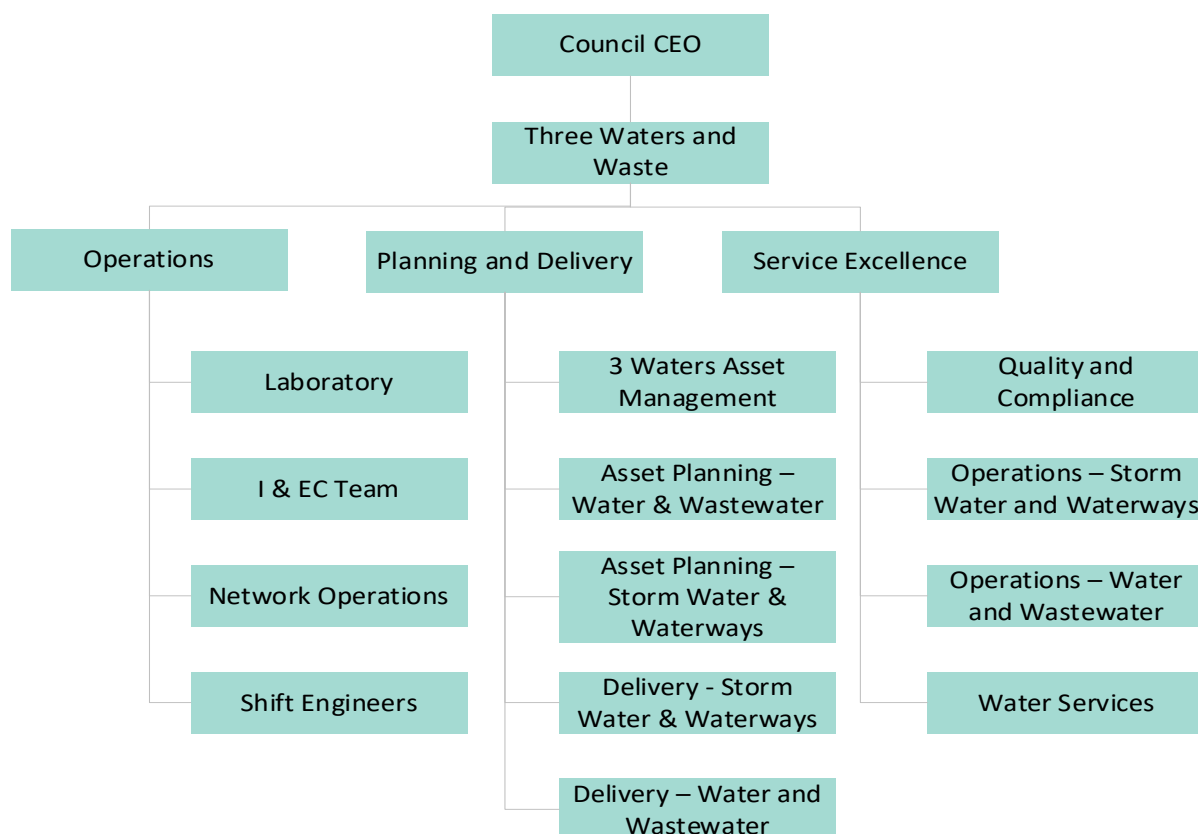 Council CEO
Three Waters and
Waste
Operations
Planning and Delivery
Service Excellence
Laboratory
I & EC Team
Network Operations
Shift Engineers
3 Waters Asset
Management
Asset Planning –
Water & Wastewater
Asset Planning –
Storm Water &
Waterways
Delivery - Storm
Water & Waterways
Delivery – Water and
Wastewater
Quality and
Compliance
Operations – Storm
Water and Waterways
Operations – Water
and Wastewater
Water Services